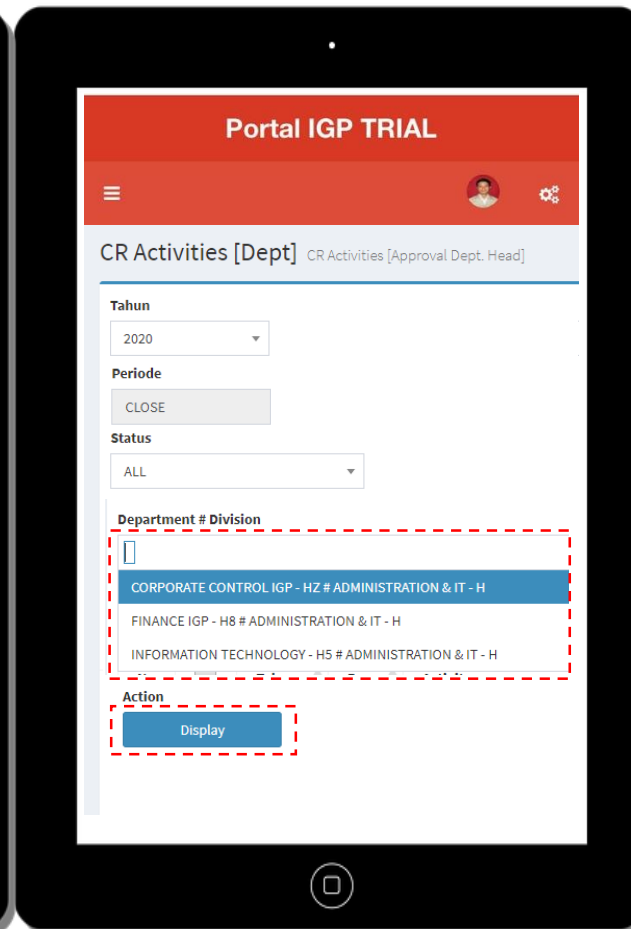 Portal IGP TRIAL
CR Activities [Dept] CR Activities [Approval Dept. Head]
Tahun
2020
Periode
CLOSE
Status
ALL
Department # Division
CORPORATE CONTROL IGP - HZ # ADMINISTRATION & IT - H
FINANCE IGP - H8 # ADMINISTRATION & IT - H
INFORMATION TECHNOLOGY - H5 # ADMINISTRATION & IT - H
Action
Display